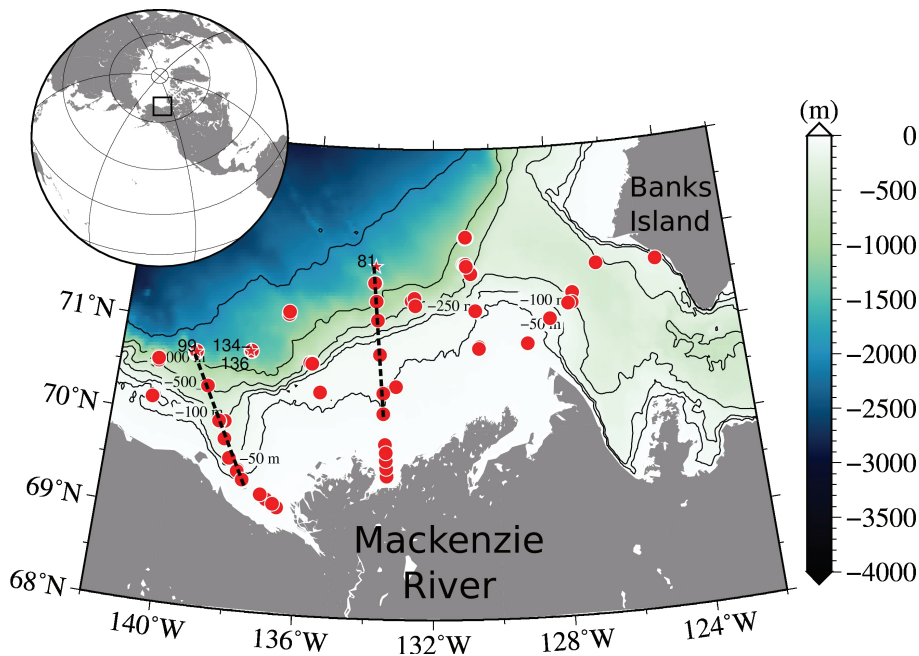 (m)
0
−500
−1000
−1500
−2000
−2500
−3000
−3500
−4000
Banks
Island
81
−250 m
−100 m
−50 m
71°N
99
134
136
000 m
−500
−100 m
−50 m
70°N
69°N
68°N
Mackenzie
River
140°W
136°W
132°W
128°W
124°W